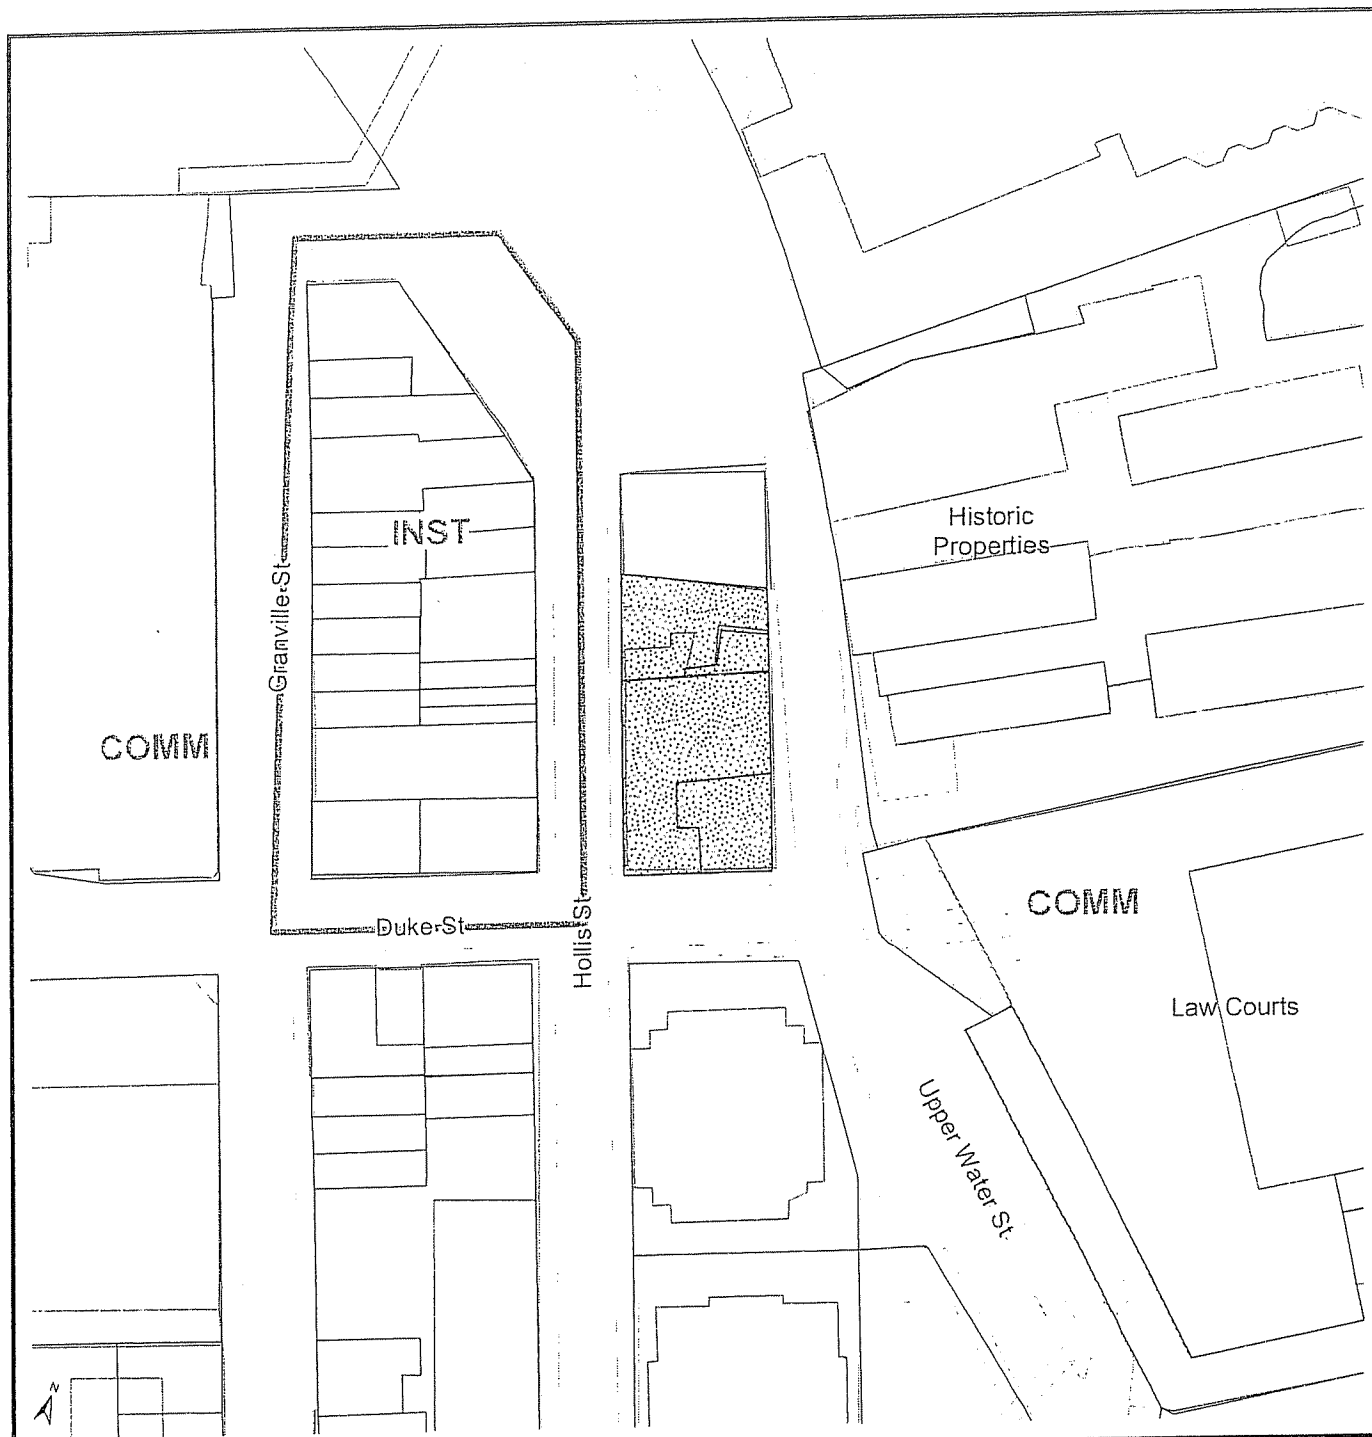 Historic
Properties
INST
Granville St
COMM
COMM
Duke St
Hollis St
Law Courts
Upper Water St
N